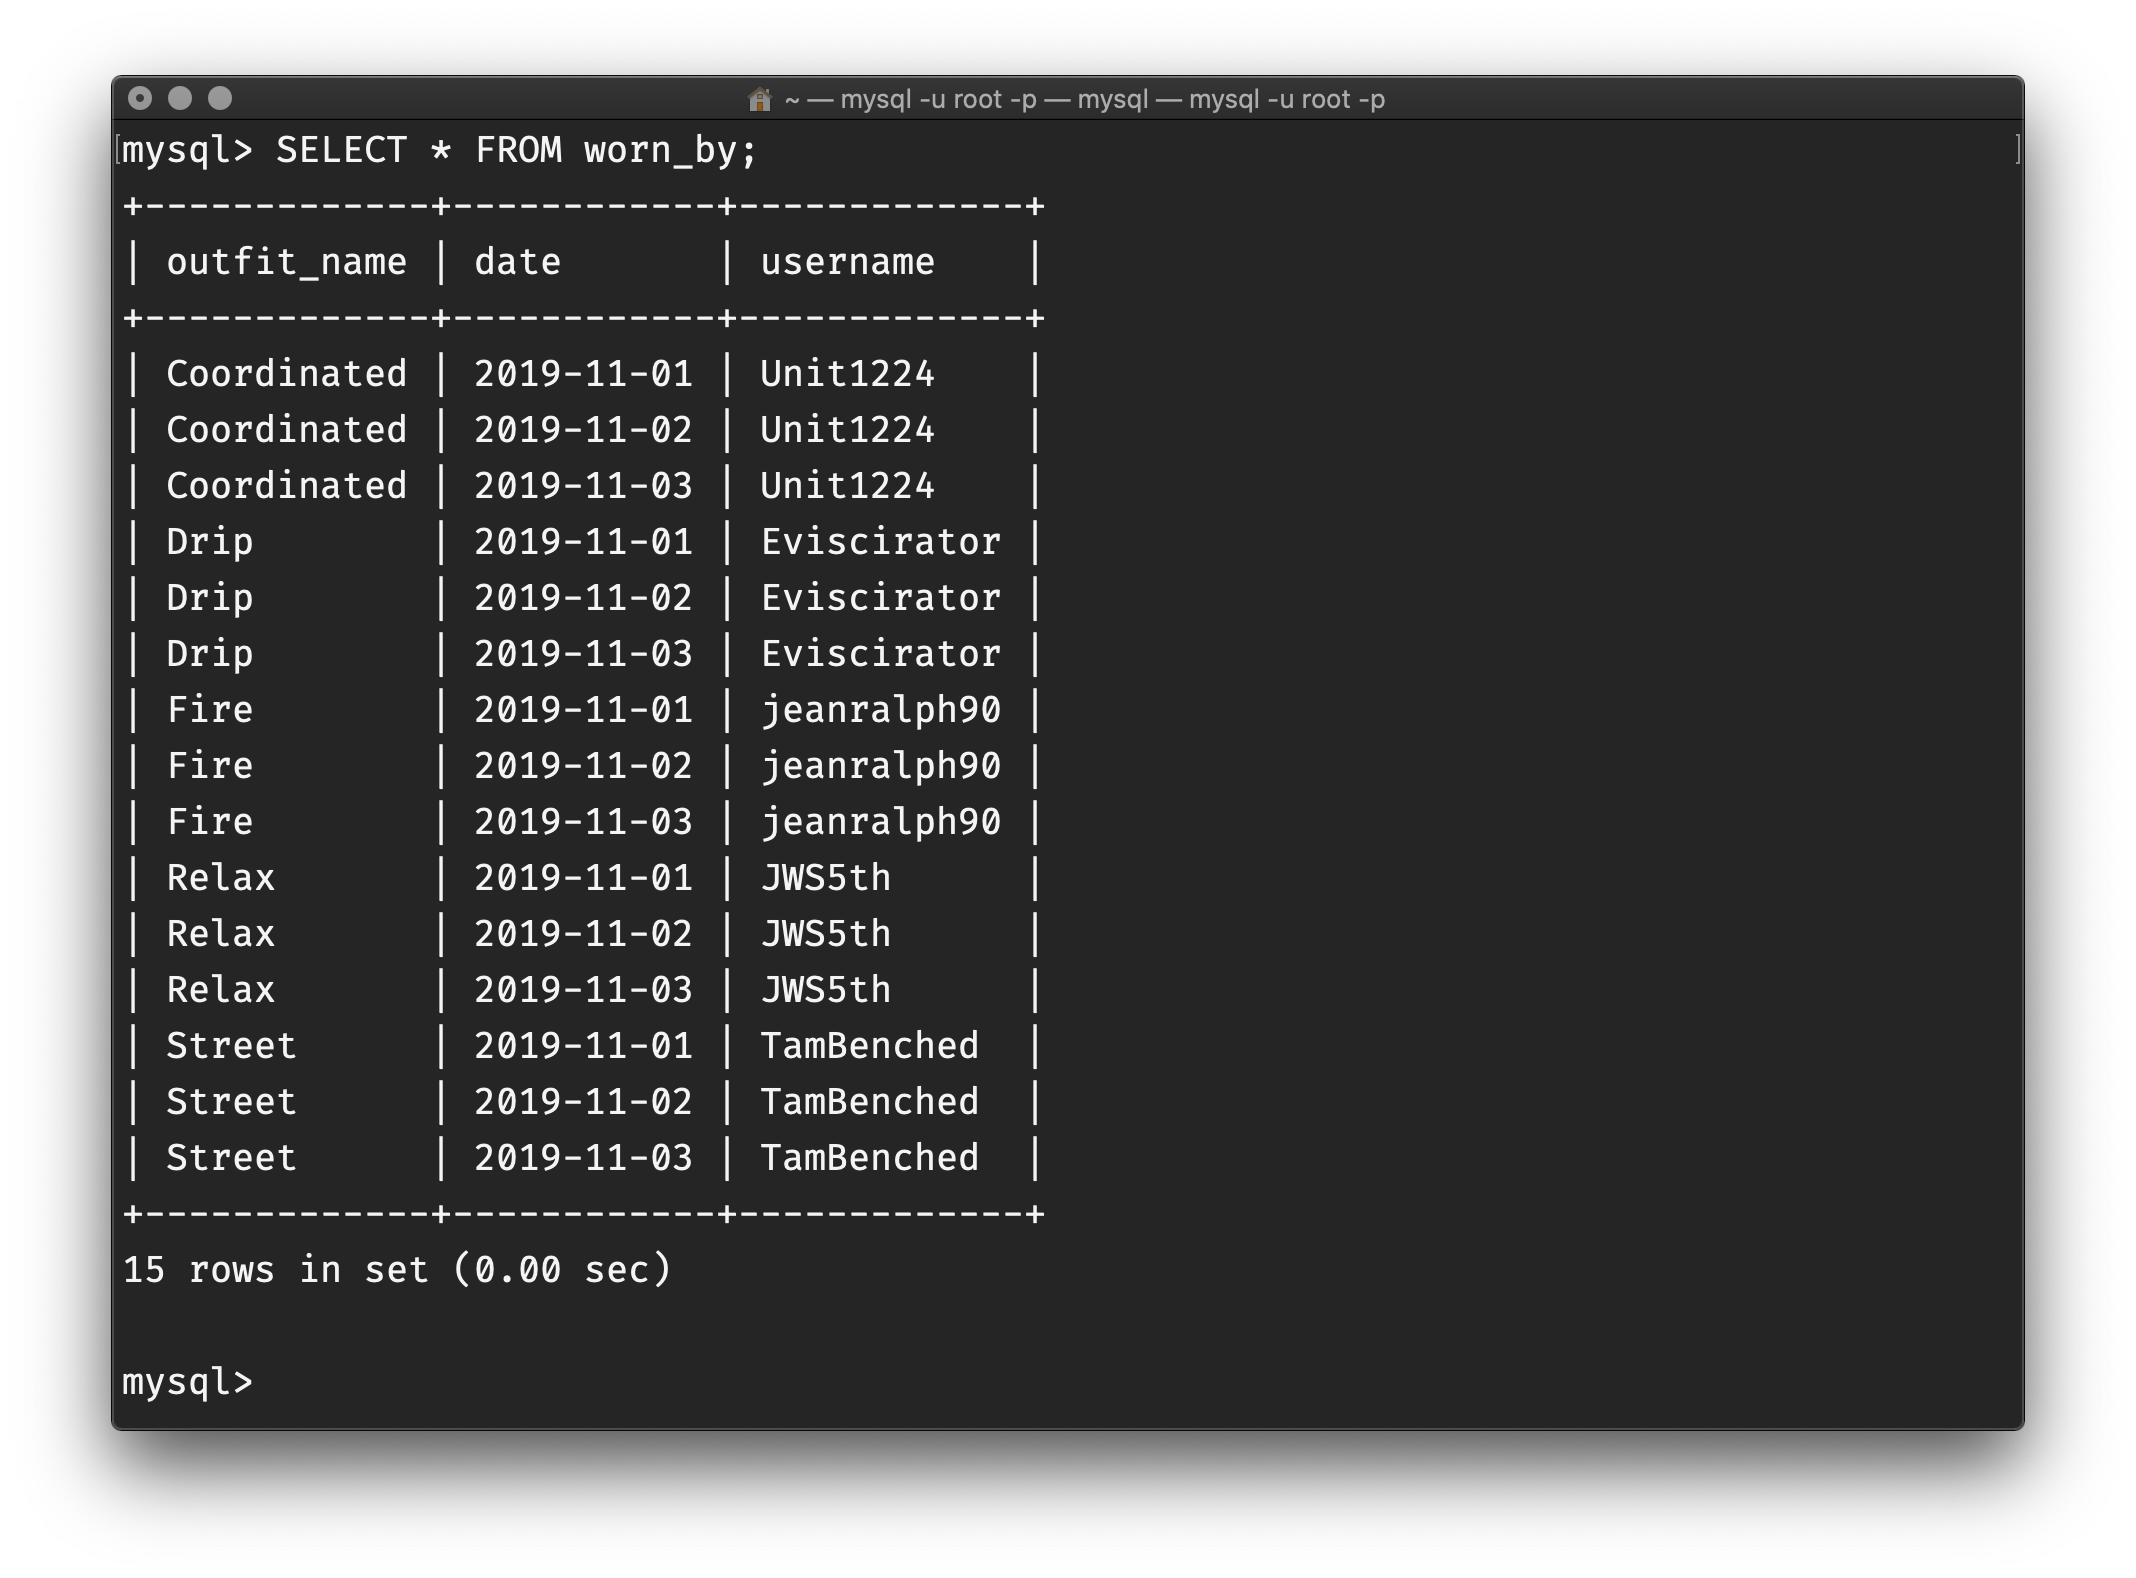 ~ — mysql -u root -p — mysql — mysql -u root -p
mysql> SELECT * FROM worn_by;
+-------------+------------+-------------+
| outfit_name | date       | username    |
+-------------+------------+-------------+
| Coordinated | 2019-11-01 | Unit1224    |
| Coordinated | 2019-11-02 | Unit1224    |
| Coordinated | 2019-11-03 | Unit1224    |
| Drip        | 2019-11-01 | Eviscirator |
| Drip        | 2019-11-02 | Eviscirator |
| Drip        | 2019-11-03 | Eviscirator |
| Fire        | 2019-11-01 | jeanralph90 |
| Fire        | 2019-11-02 | jeanralph90 |
| Fire        | 2019-11-03 | jeanralph90 |
| Relax       | 2019-11-01 | JWS5th      |
| Relax       | 2019-11-02 | JWS5th      |
| Relax       | 2019-11-03 | JWS5th      |
| Street      | 2019-11-01 | TamBenched  |
| Street      | 2019-11-02 | TamBenched  |
| Street      | 2019-11-03 | TamBenched  |
+-------------+------------+-------------+
15 rows in set (0.00 sec)
mysql>